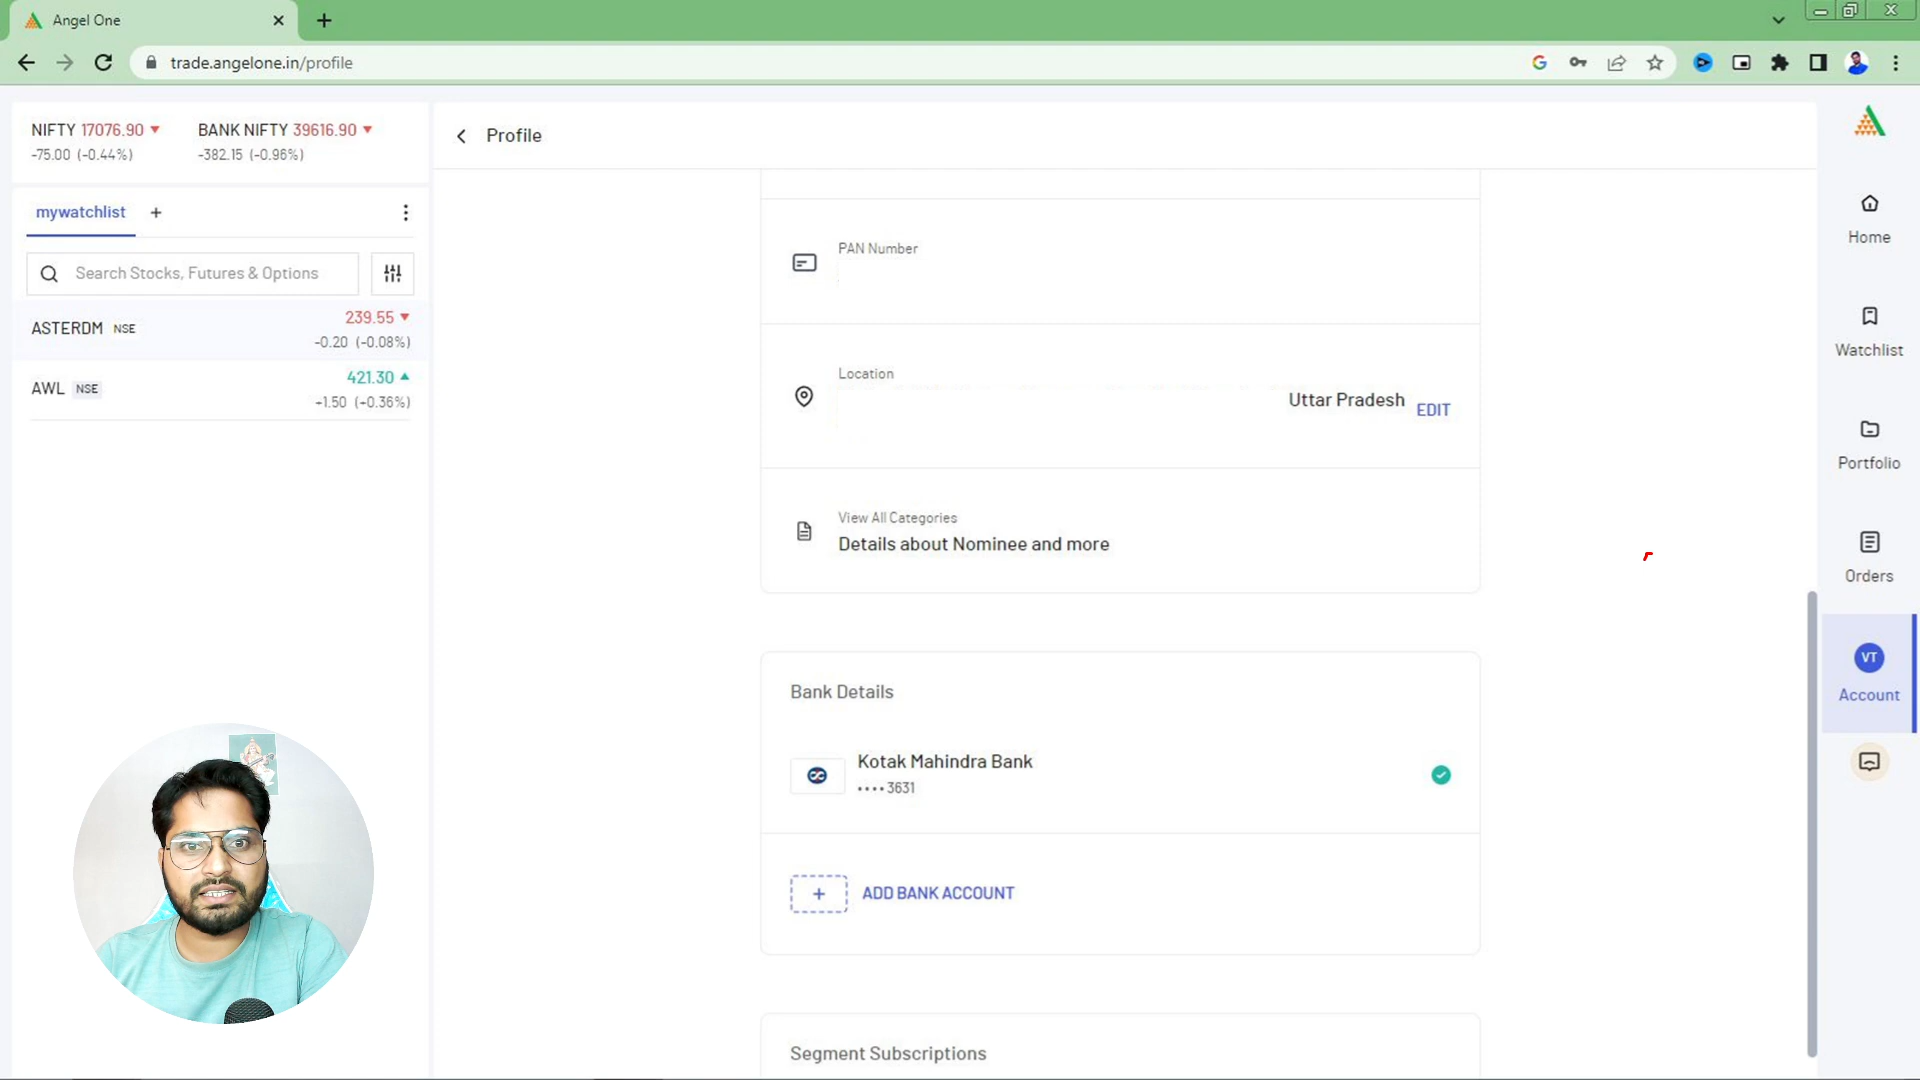 Angel One
trade.angelone.in/profile
NIFTY 17076.90
-75.00 (-0.44%)
BANK NIFTY 39616.90
-382.15 (-0.96%)
mywatchlist
Search Stocks, Futures & Options
ASTERDM NSE
239.55
-0.20 (-0.08%)
AWL NSE
421.30
+1.50 (+0.36%)
Profile
PAN Number
Location
Uttar Pradesh
EDIT
View All Categories
Details about Nominee and more
Bank Details
Kotak Mahindra Bank
•••• 3631
ADD BANK ACCOUNT
Segment Subscriptions
Home
Watchlist
Portfolio
Orders
VT
Account